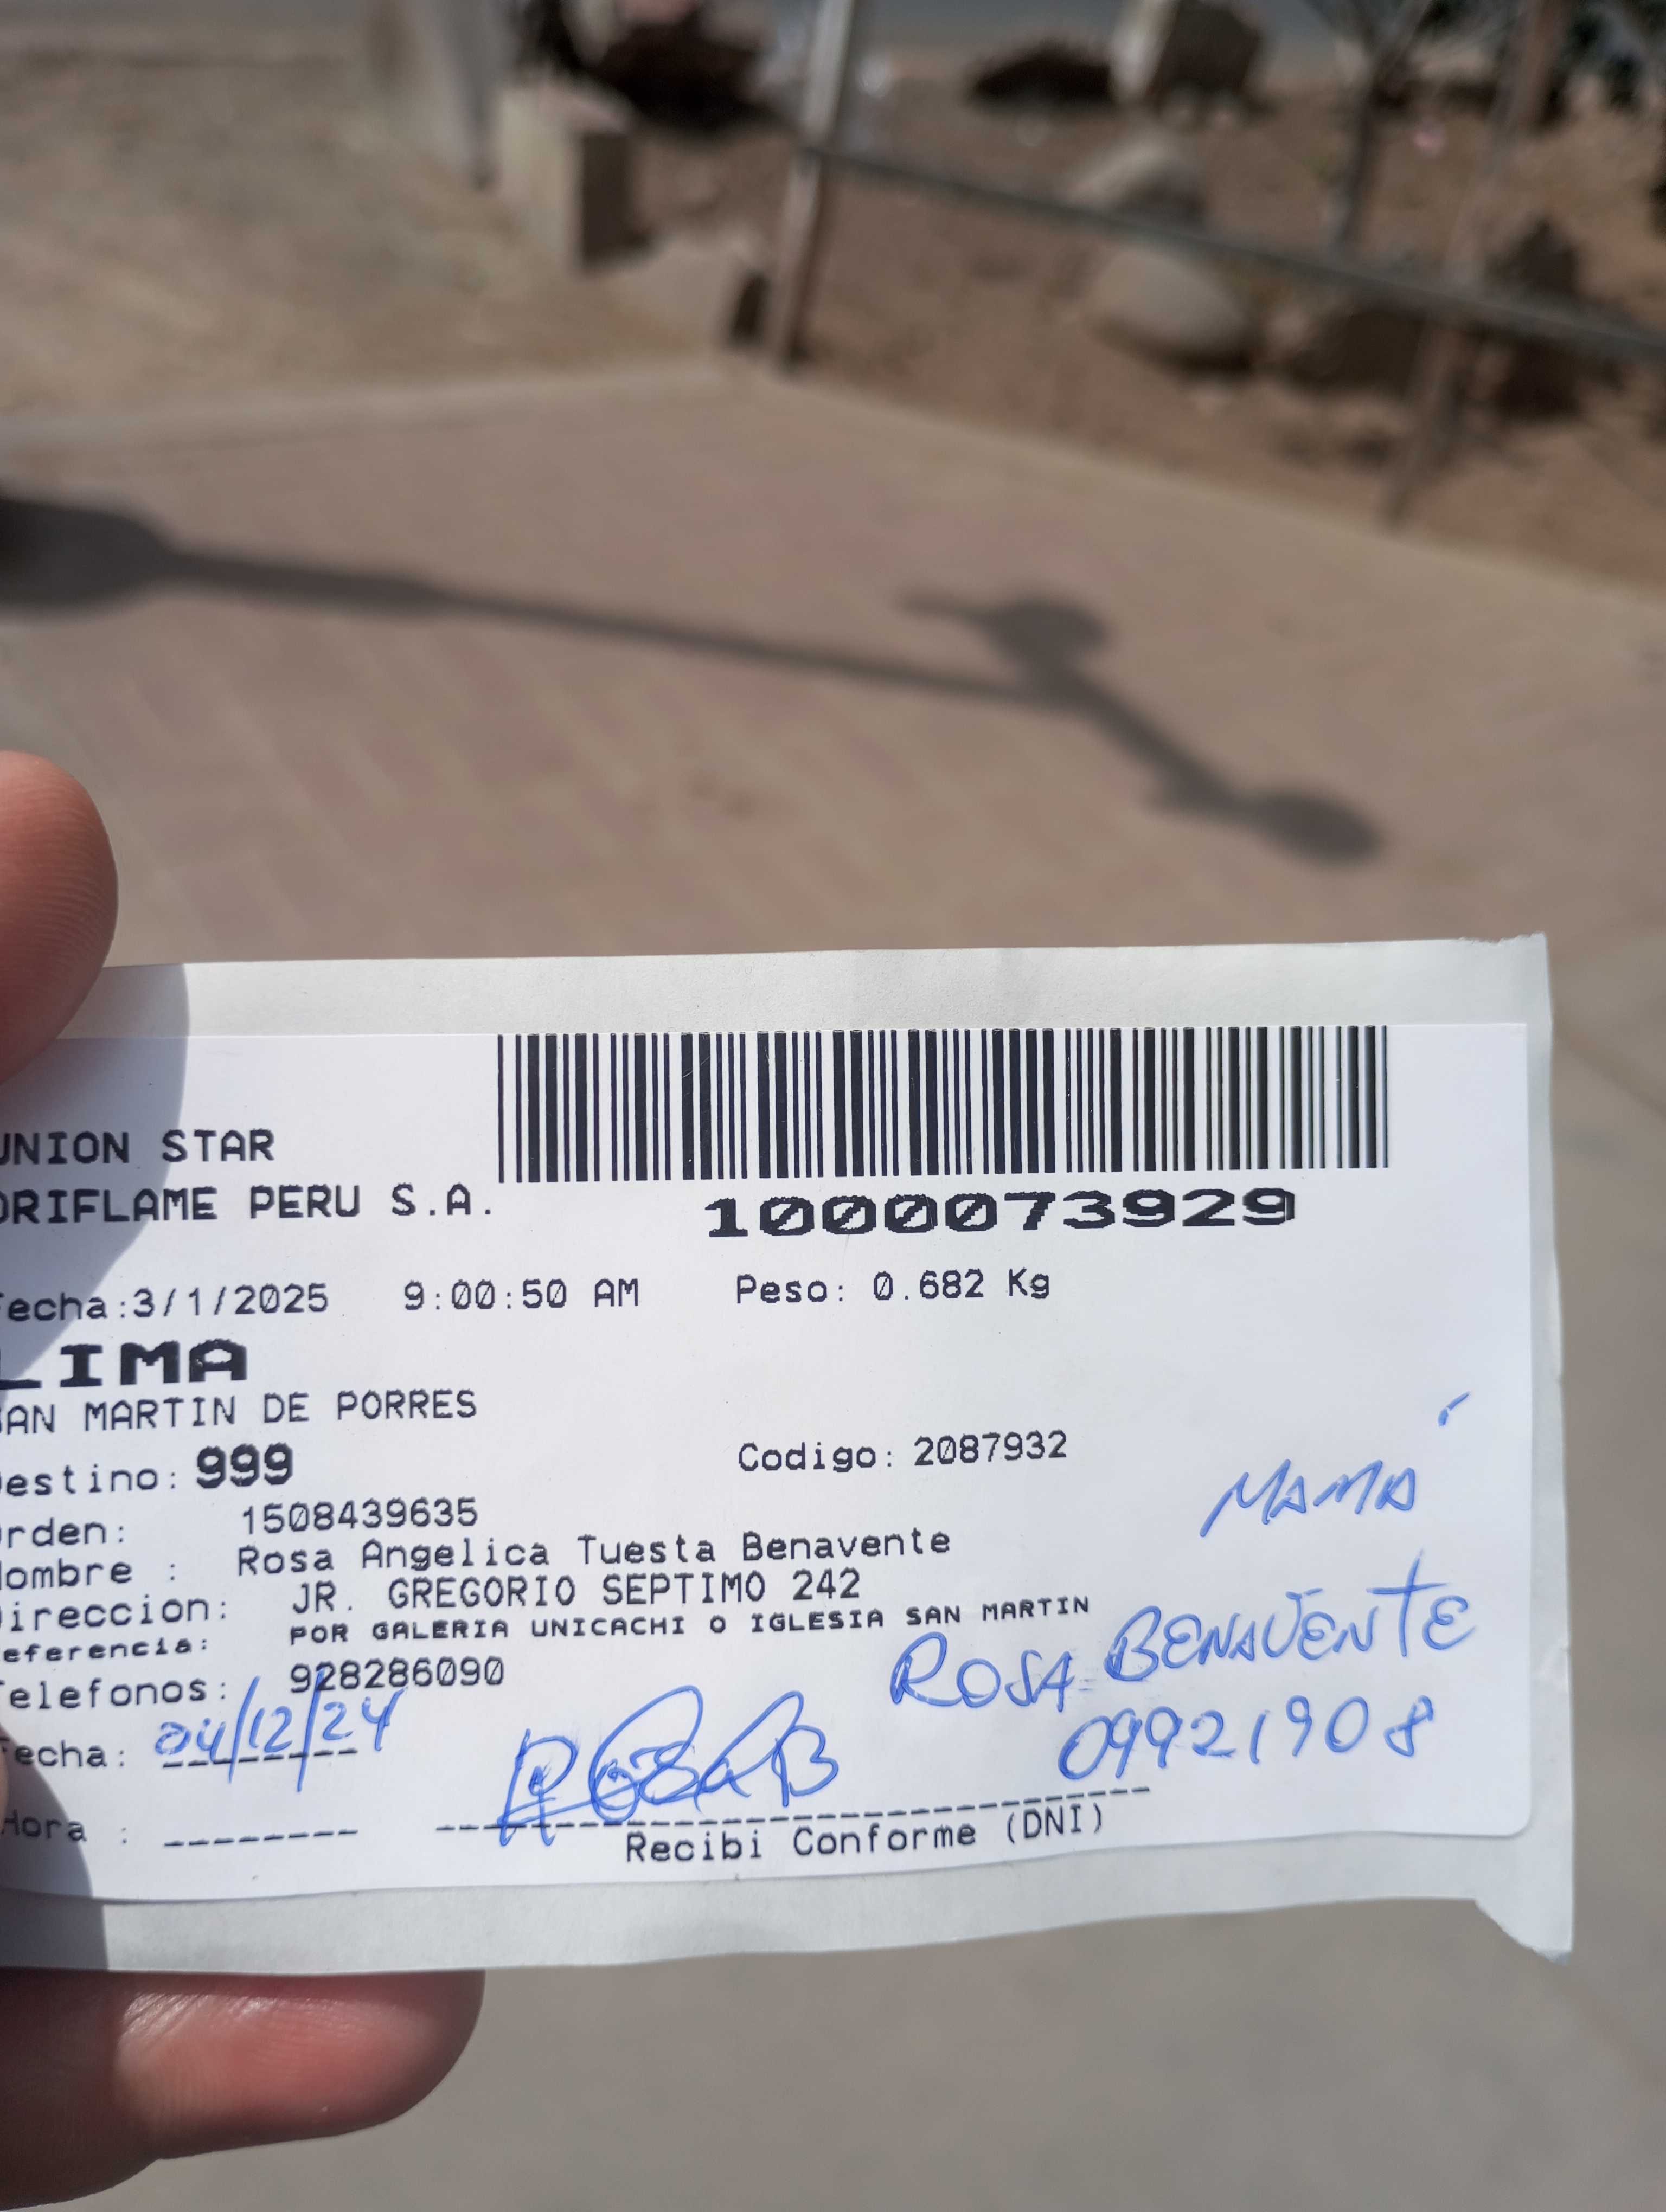 UNION STAR
ORIFLAME PERU S.A.
1000073929
Fecha:3/1/2025 9:00:50 AM Peso: 0.682 Kg
LIMA
SAN MARTIN DE PORRES
Destino: 999 Codigo: 2087932
Orden: 1508439635
Nombre : Rosa Angelica Tuesta Benavente
Direccion: JR. GREGORIO SEPTIMO 242
Referencia: POR GALERIA UNICACHI O IGLESIA SAN MARTIN
Telefonos: 928286090
MAMÁ
ROSA BENAVENTE
09921908
Fecha: 04/12/24
Rosa B
Hora :
Recibi Conforme (DNI)